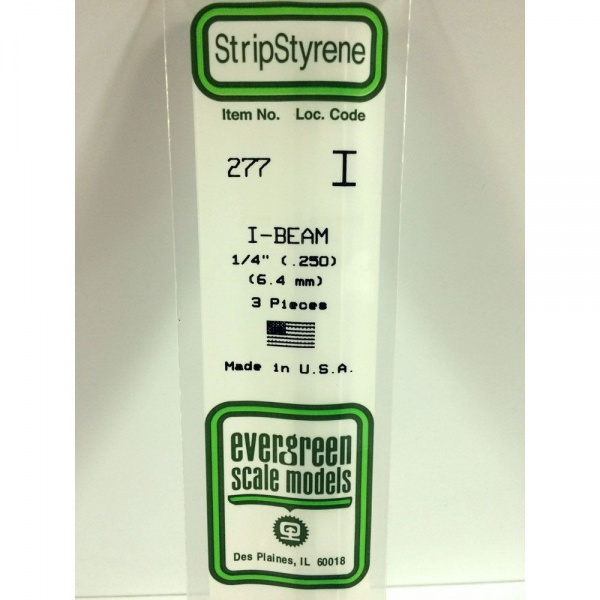 StripStyrene
Item No. Loc. Code
277 I
I-BEAM
1/4" (.250)
(6.4 mm)
3 Pieces
Made in U.S.A.
evergreen
scale models
Des Plaines, IL 60018